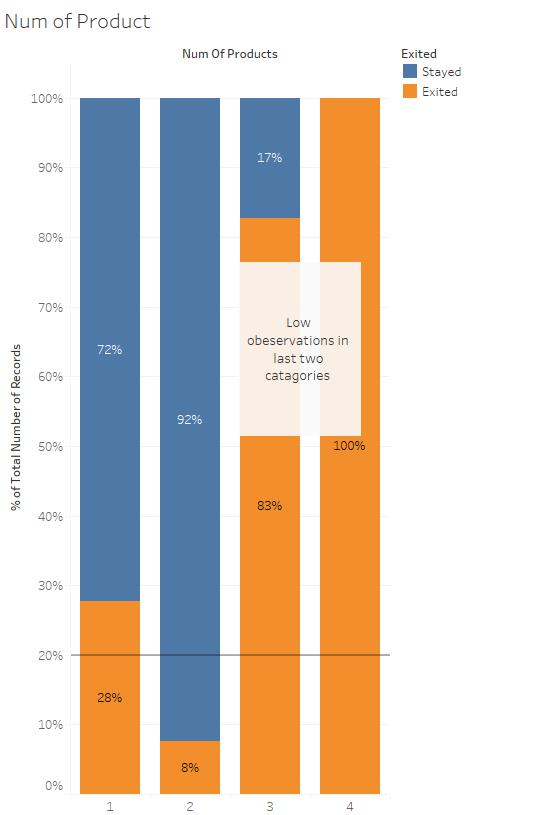 Num of Product
Num Of Products
Exited
Stayed
Exited
100%
90%
80%
70%
60%
50%
40%
30%
20%
10%
0%
% of Total Number of Records
72%
28%
92%
8%
17%
83%
100%
Low
obeservations in
last two
catagories
1
2
3
4